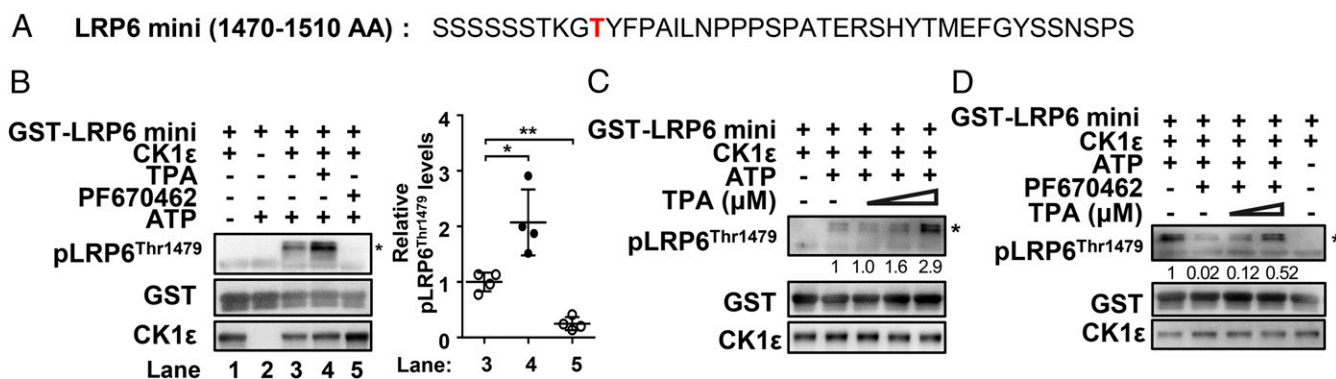 A LRP6 mini (1470-1510 AA) : SSSSSSTKGTYFPAILNPPPSPATERSHYTMEFGYSSNSPS
B
GST-LRP6 mini + + + + +
CK1ε + - + + +
TPA - - - + -
PF670462 - - - - +
ATP - + + + +
pLRP6Thr1479 *
GST
CK1ε
Lane 1 2 3 4 5
Relative
pLRP6Thr1479 levels
4
3
2
1
0
**
*
Lane: 3 4 5
C
GST-LRP6 mini + + + + +
CK1ε + + + + +
ATP - + + + +
TPA (μM) - -
pLRP6Thr1479 *
1 1.0 1.6 2.9
GST
CK1ε
D
GST-LRP6 mini + + + + +
CK1ε + + + + +
ATP + + + + -
PF670462 - + + + -
TPA (μM) - - -
pLRP6Thr1479 *
1 0.02 0.12 0.52
GST
CK1ε